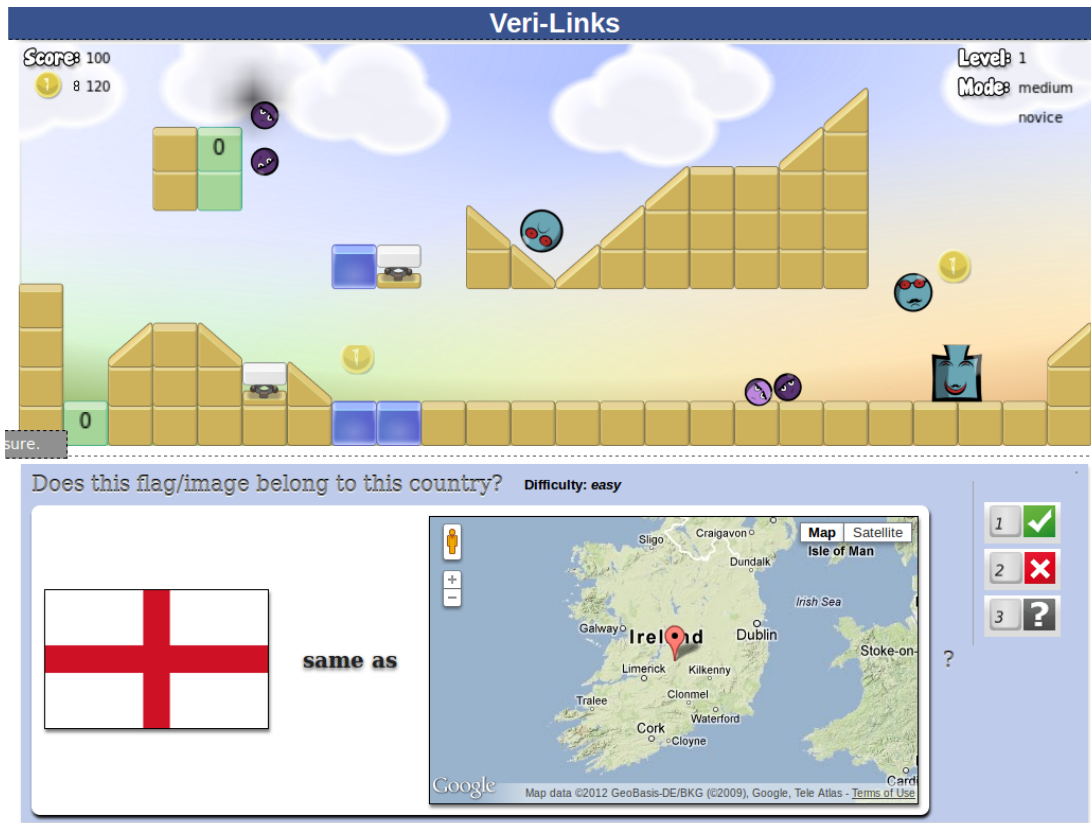 Veri-Links
Score: 100
1 8 120
Level: 1
Mode: medium
novice
0
1
1
0
sure.
Does this flag/image belong to this country? Difficulty: easy
same as
?
Map Satellite
Sligo
Craigavon
Isle of Man
Dundalk
Irish Sea
Galway
Ireland
Dublin
Stoke-on-
Limerick
Kilkenny
Clonmel
Tralee
Waterford
Cork
Cloyne
Cardi
Google
Map data ©2012 GeoBasis-DE/BKG (©2009), Google, Tele Atlas - Terms of Use
1
2
3 ?